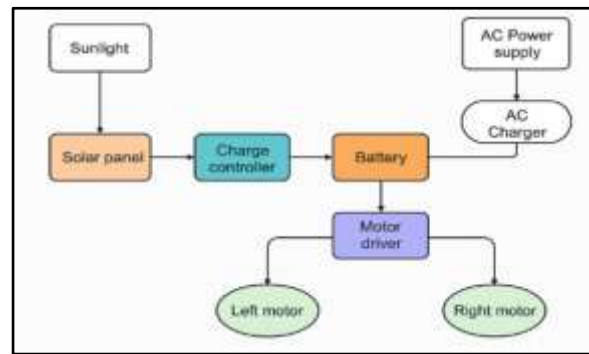 Sunlight
AC Power
supply
AC
Charger
Solar panel
Charge
controller
Battery
Motor
driver
Left motor
Right motor